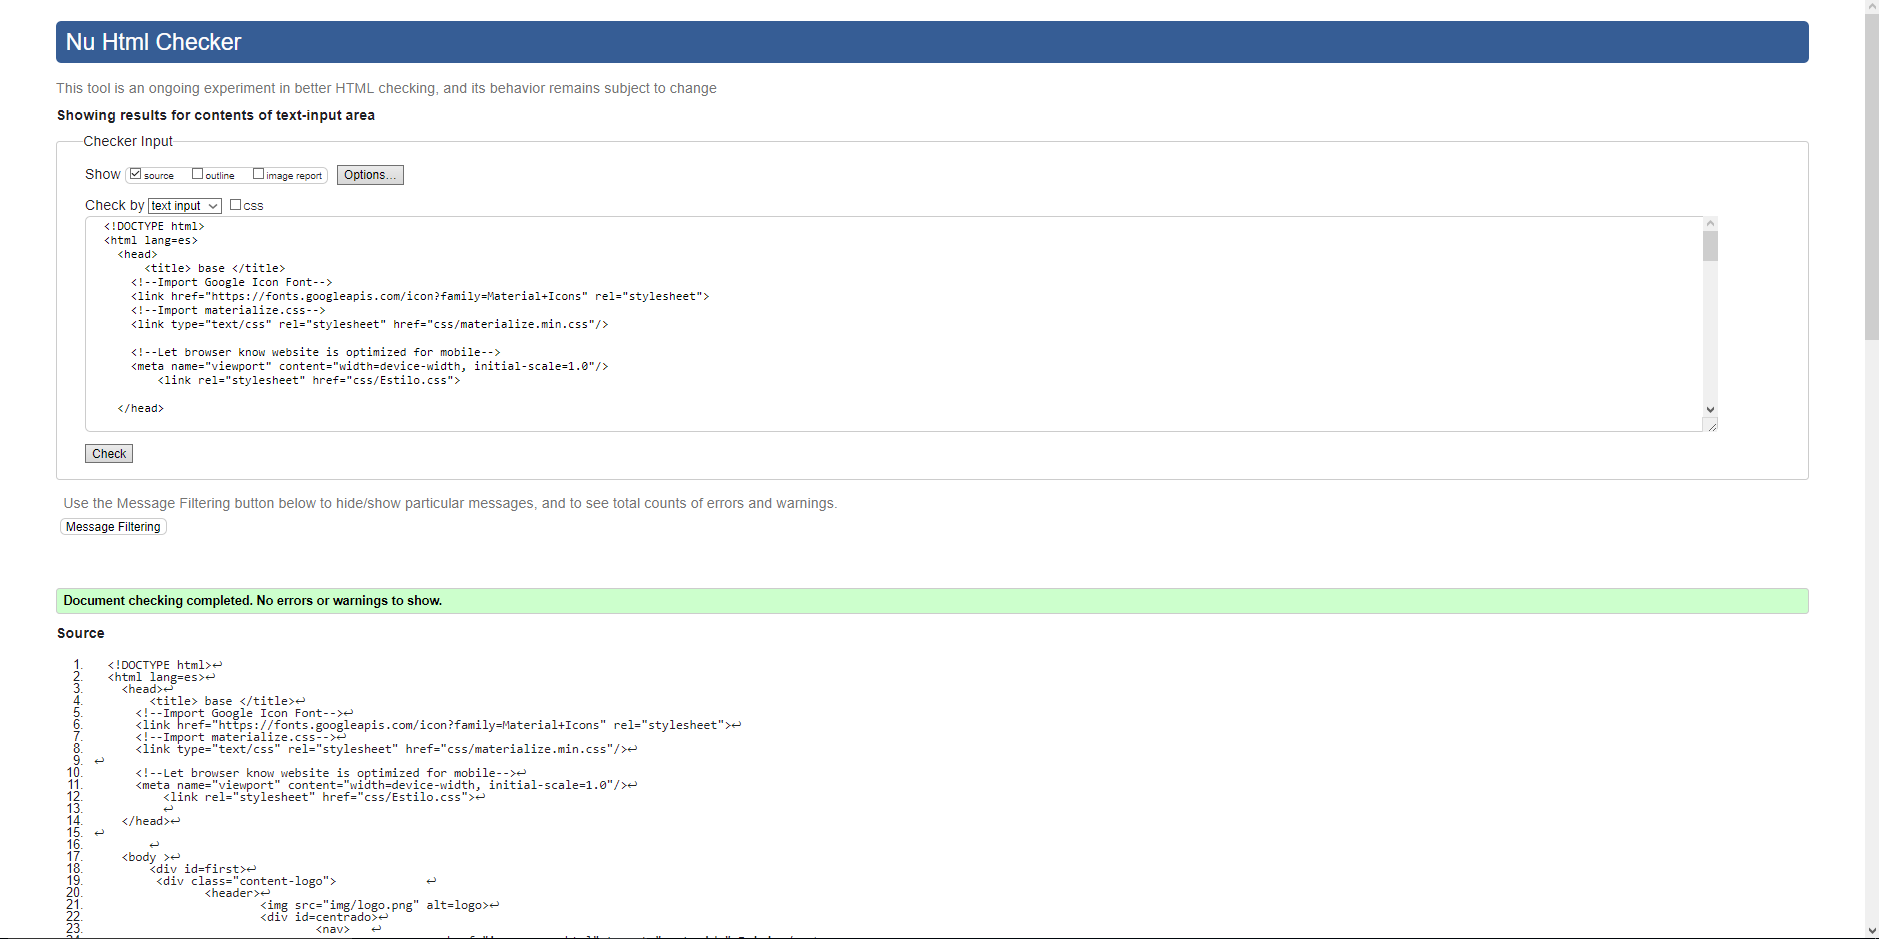 Nu Html Checker
This tool is an ongoing experiment in better HTML checking, and its behavior remains subject to change
Showing results for contents of text-input area
Checker Input
Show source outline image report Options...
Check by text input css
<!DOCTYPE html>
<html lang=es>
<head>
<title> base </title>
<!--Import Google Icon Font-->
<link href="https://fonts.googleapis.com/icon?family=Material+Icons" rel="stylesheet">
<!--Import materialize.css-->
<link type="text/css" rel="stylesheet" href="css/materialize.min.css"/>
<!--Let browser know website is optimized for mobile-->
<meta name="viewport" content="width=device-width, initial-scale=1.0"/>
<link rel="stylesheet" href="css/Estilo.css">
</head>
Check
Use the Message Filtering button below to hide/show particular messages, and to see total counts of errors and warnings.
Message Filtering
Document checking completed. No errors or warnings to show.
Source
1. <!DOCTYPE html>↩
2. <html lang=es>↩
3. <head>↩
4. <title> base </title>↩
5. <!--Import Google Icon Font-->↩
6. <link href="https://fonts.googleapis.com/icon?family=Material+Icons" rel="stylesheet">↩
7. <!--Import materialize.css-->↩
8. <link type="text/css" rel="stylesheet" href="css/materialize.min.css"/>↩
9. ↩
10. <!--Let browser know website is optimized for mobile-->↩
11. <meta name="viewport" content="width=device-width, initial-scale=1.0"/>↩
12. <link rel="stylesheet" href="css/Estilo.css">↩
13. ↩
14. </head>↩
15. ↩
16. ↩
17. <body >↩
18. <div id=first>↩
19. <div class="content-logo"> ↩
20. <header>↩
21. <img src="img/logo.png" alt=logo>↩
22. <div id=centrado>↩
23. <nav> ↩